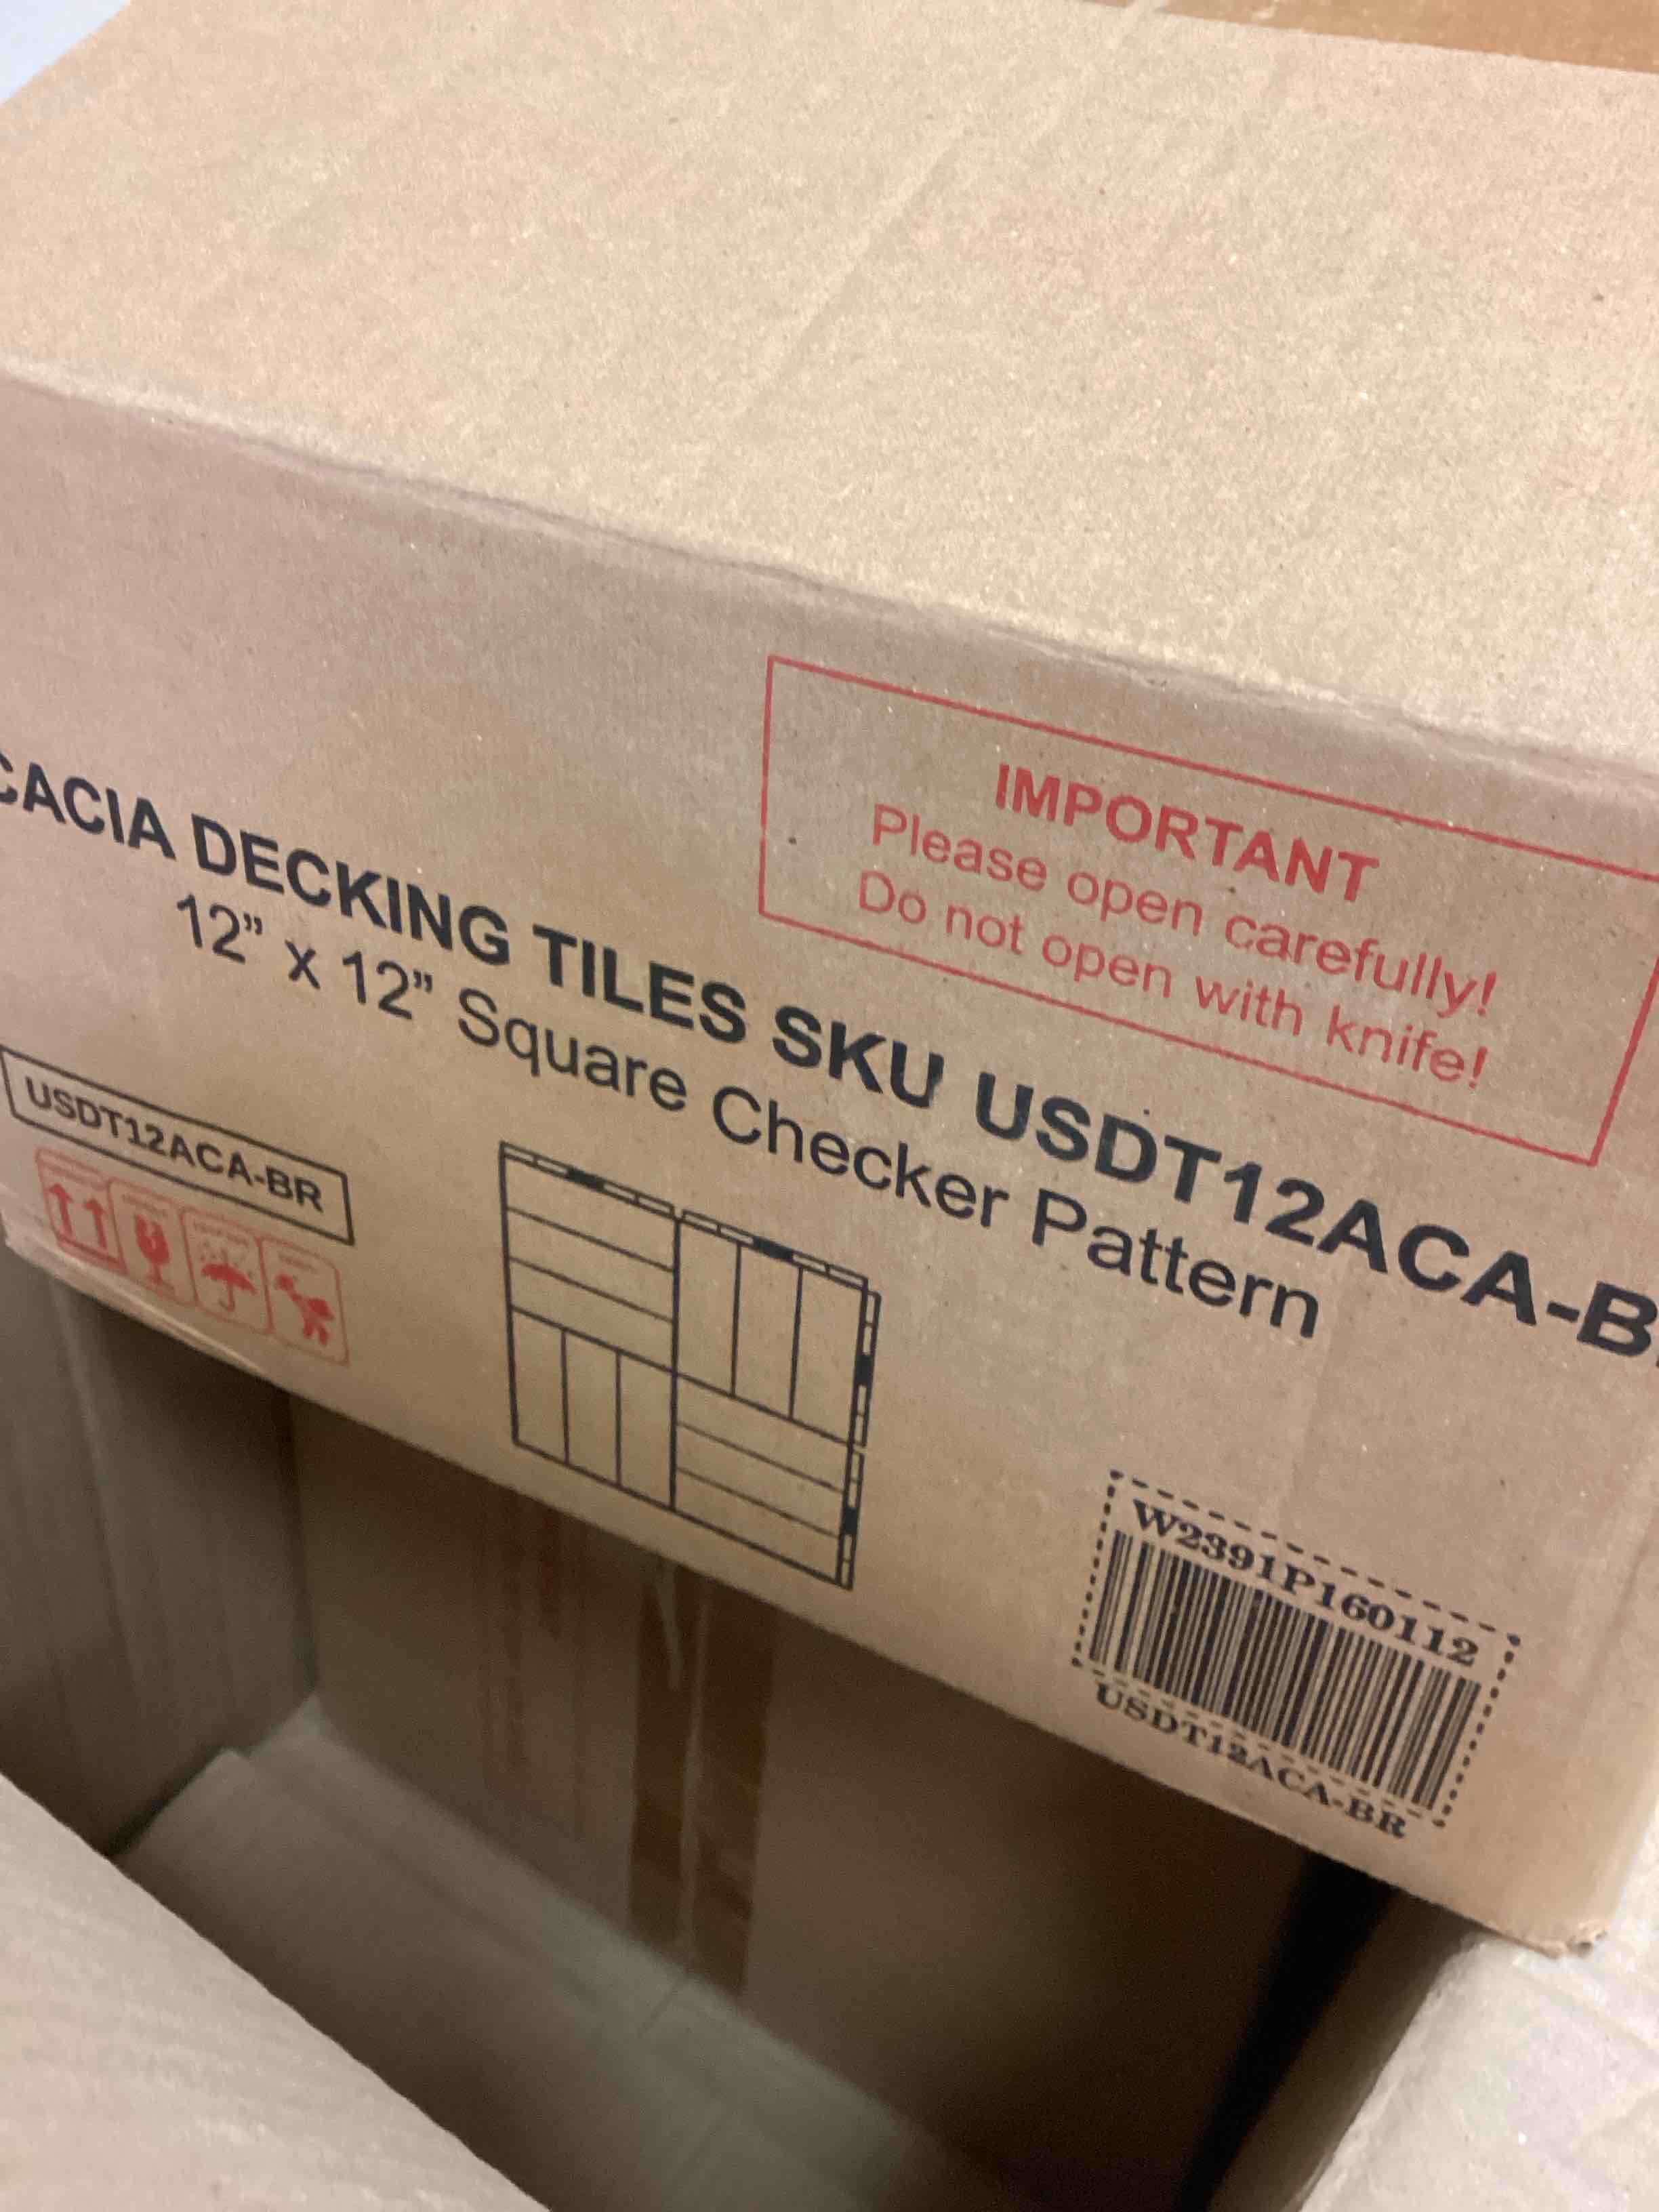 IMPORTANT
Please open carefully!
Do not open with knife!
CACIA DECKING TILES SKU USDT12ACA-B
12” x 12” Square Checker Pattern
USDT12ACA-BR
W2391P160112
USDT12ACA-BR